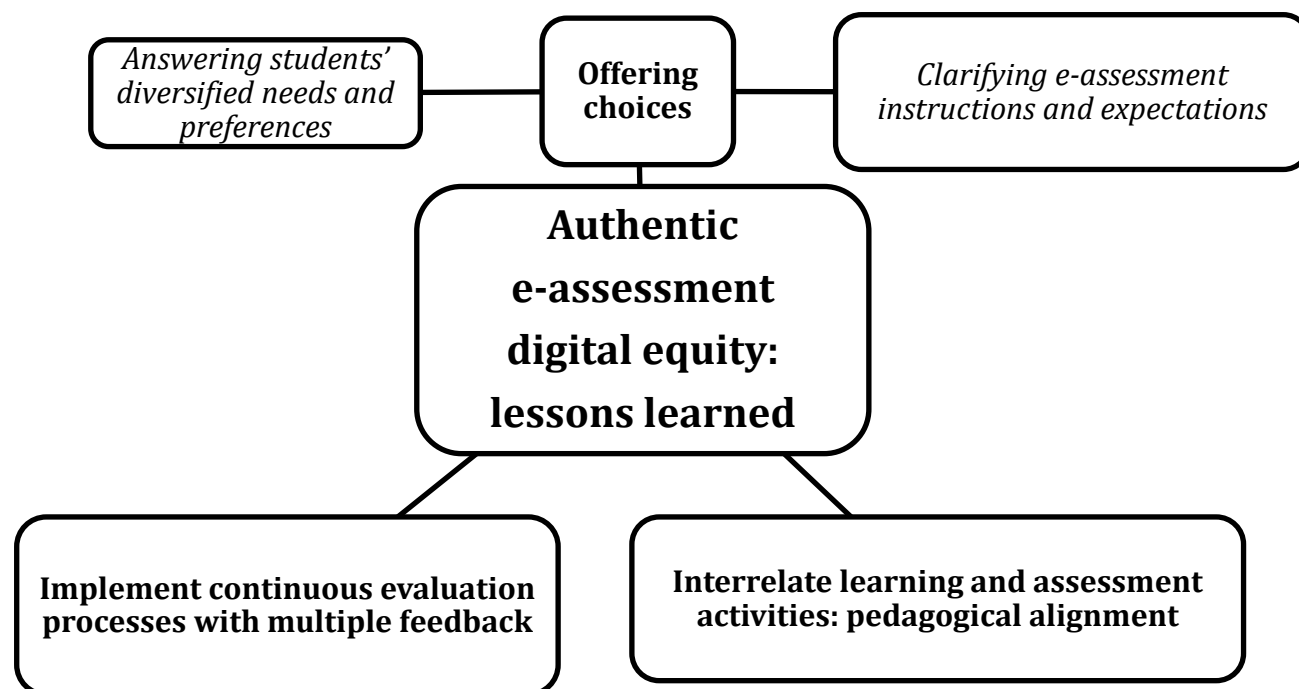 Answering students’
diversified needs and
preferences
Offering
choices
Clarifying e-assessment
instructions and expectations
Authentic
e-assessment
digital equity:
lessons learned
Implement continuous evaluation
processes with multiple feedback
Interrelate learning and assessment
activities: pedagogical alignment